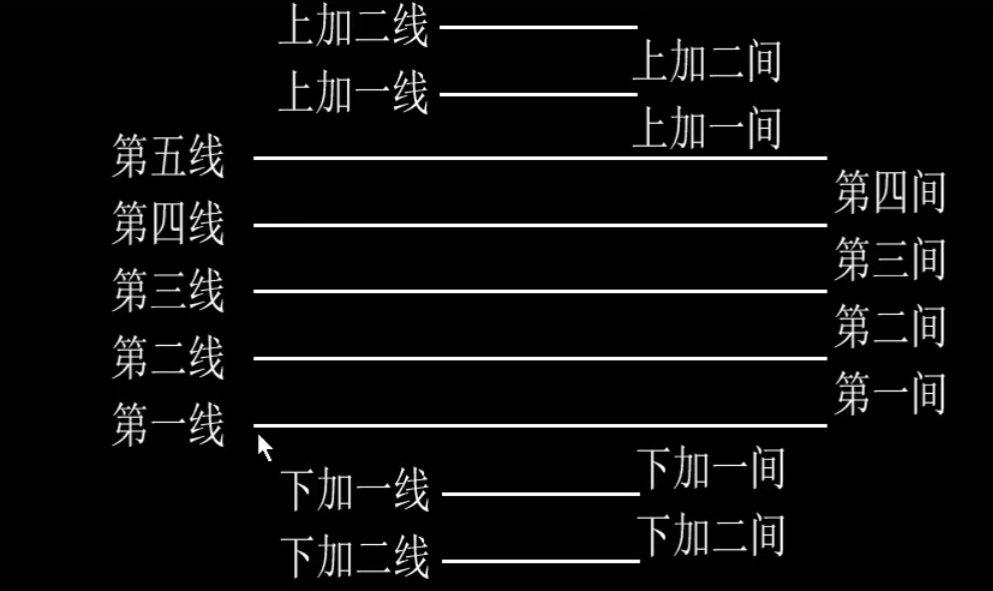 上加二线
上加二间
上加一线
上加一间
第五线
第四间
第四线
第三间
第三线
第二间
第二线
第一间
第一线
下加一间
下加一线
下加二间
下加二线